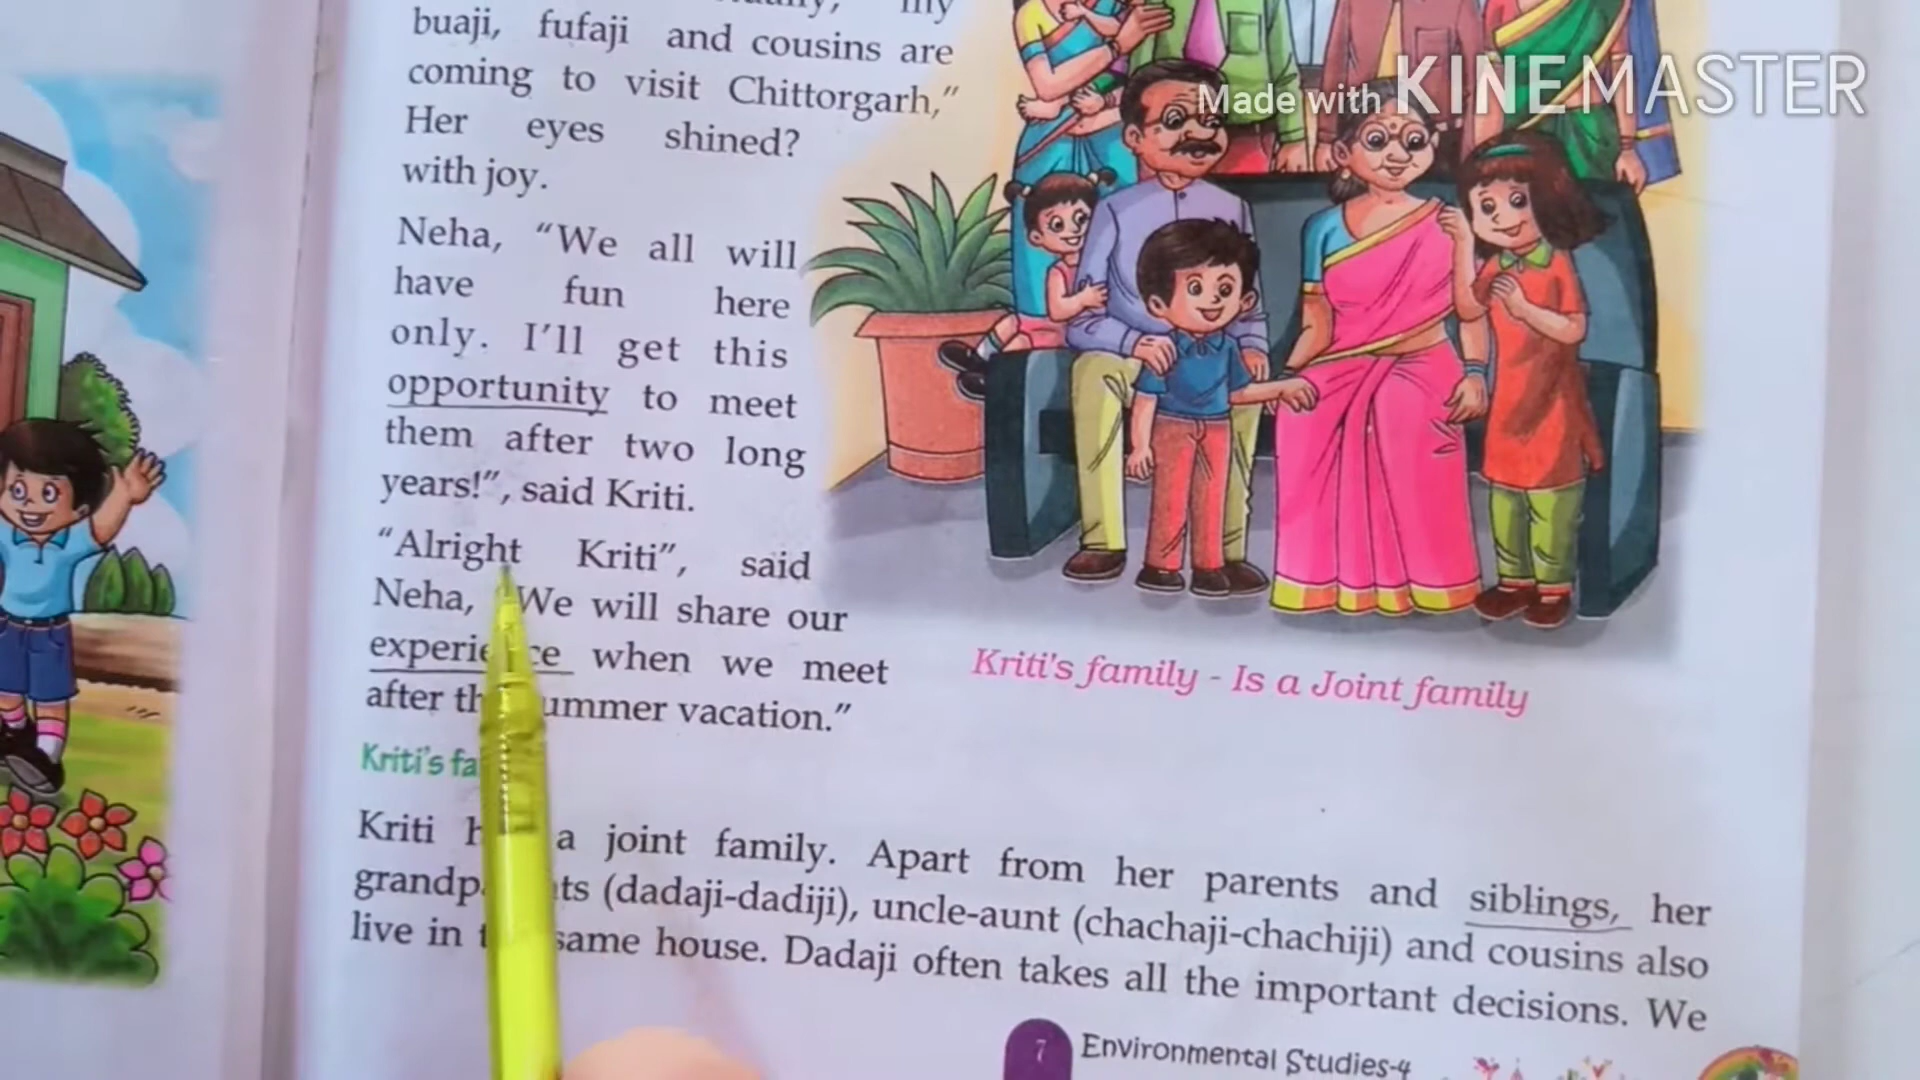 my
buaji, fufaji and cousins are
coming to visit Chittorgarh,"
Her eyes shined?
with joy.
Neha, "We all will
have fun here
only. I'll get this
opportunity to meet
them after two long
years!", said Kriti.
"Alright Kriti", said
Neha, We will share our
when we meet
after summer vacation."
Kriti's
Kriti a joint family. Apart from her parents and siblings, her
(dadaji-dadiji), uncle-aunt (chachaji-chachiji) and cousins also
live in same house. Dadaji often takes all the important decisions. We
Kriti's family - Is a Joint family
7 Environmental Studies-4
Made with KINEMASTER